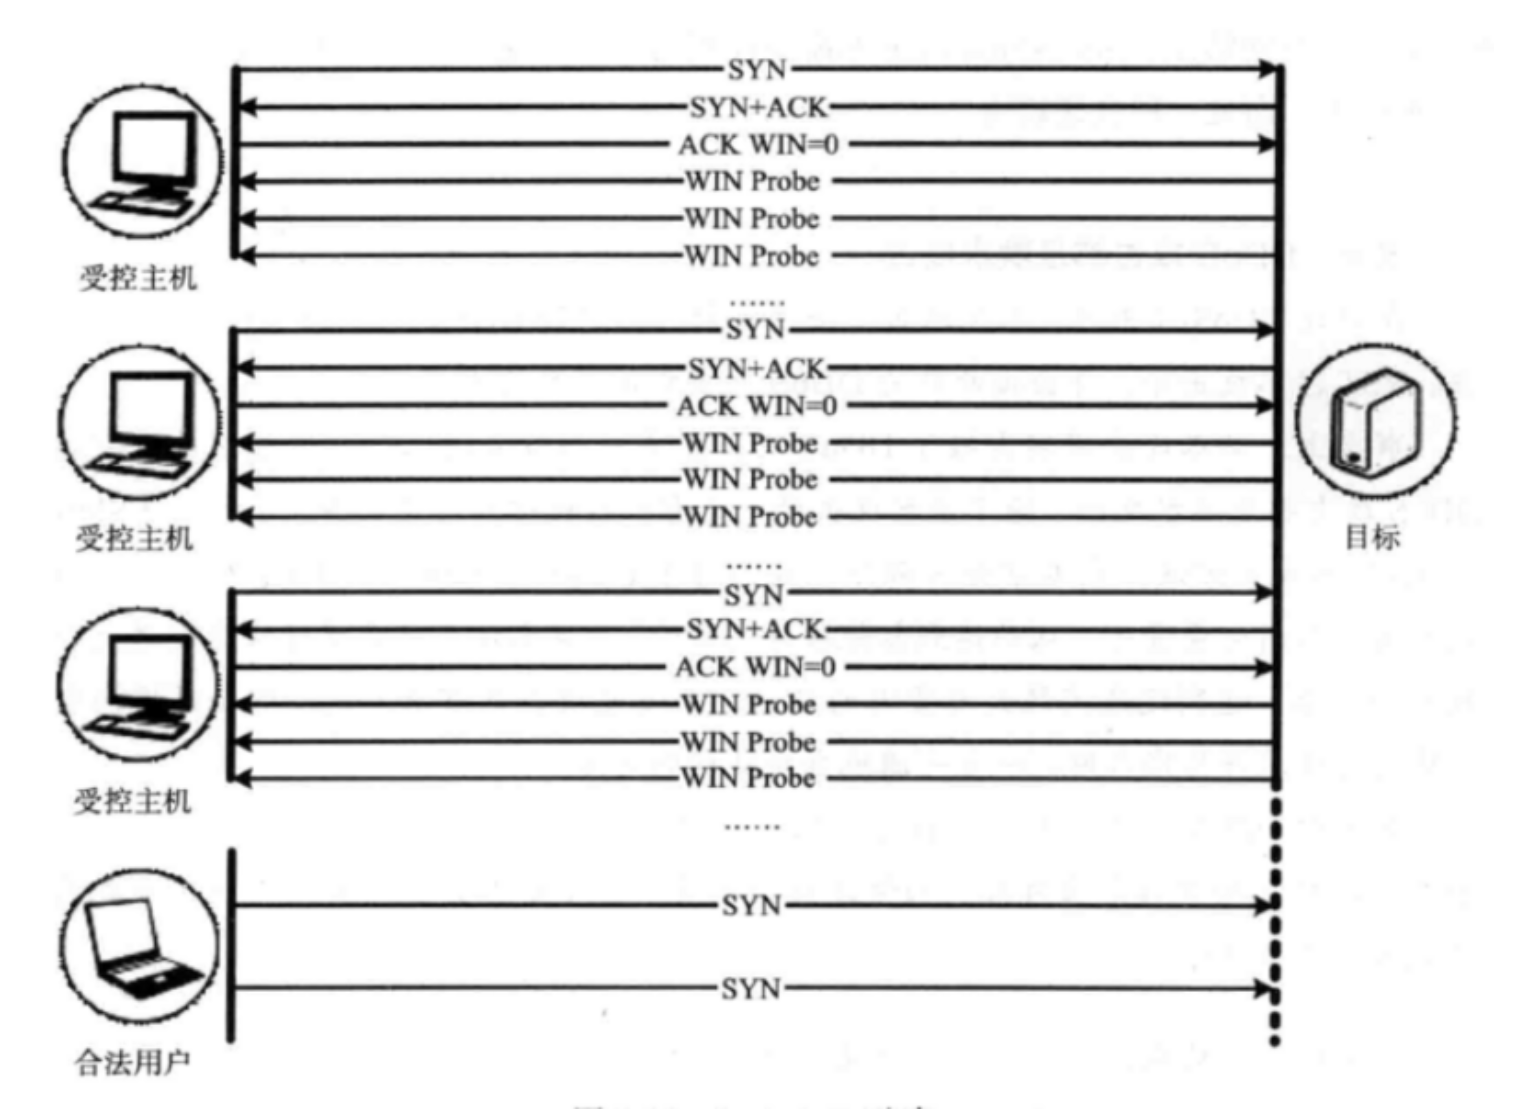 SYN
SYN+ACK
ACK WIN=0
WIN Probe
WIN Probe
WIN Probe
受控主机
……
SYN
SYN+ACK
ACK WIN=0
WIN Probe
WIN Probe
WIN Probe
受控主机
目标
……
SYN
SYN+ACK
ACK WIN=0
WIN Probe
WIN Probe
WIN Probe
受控主机
……
SYN
SYN
合法用户